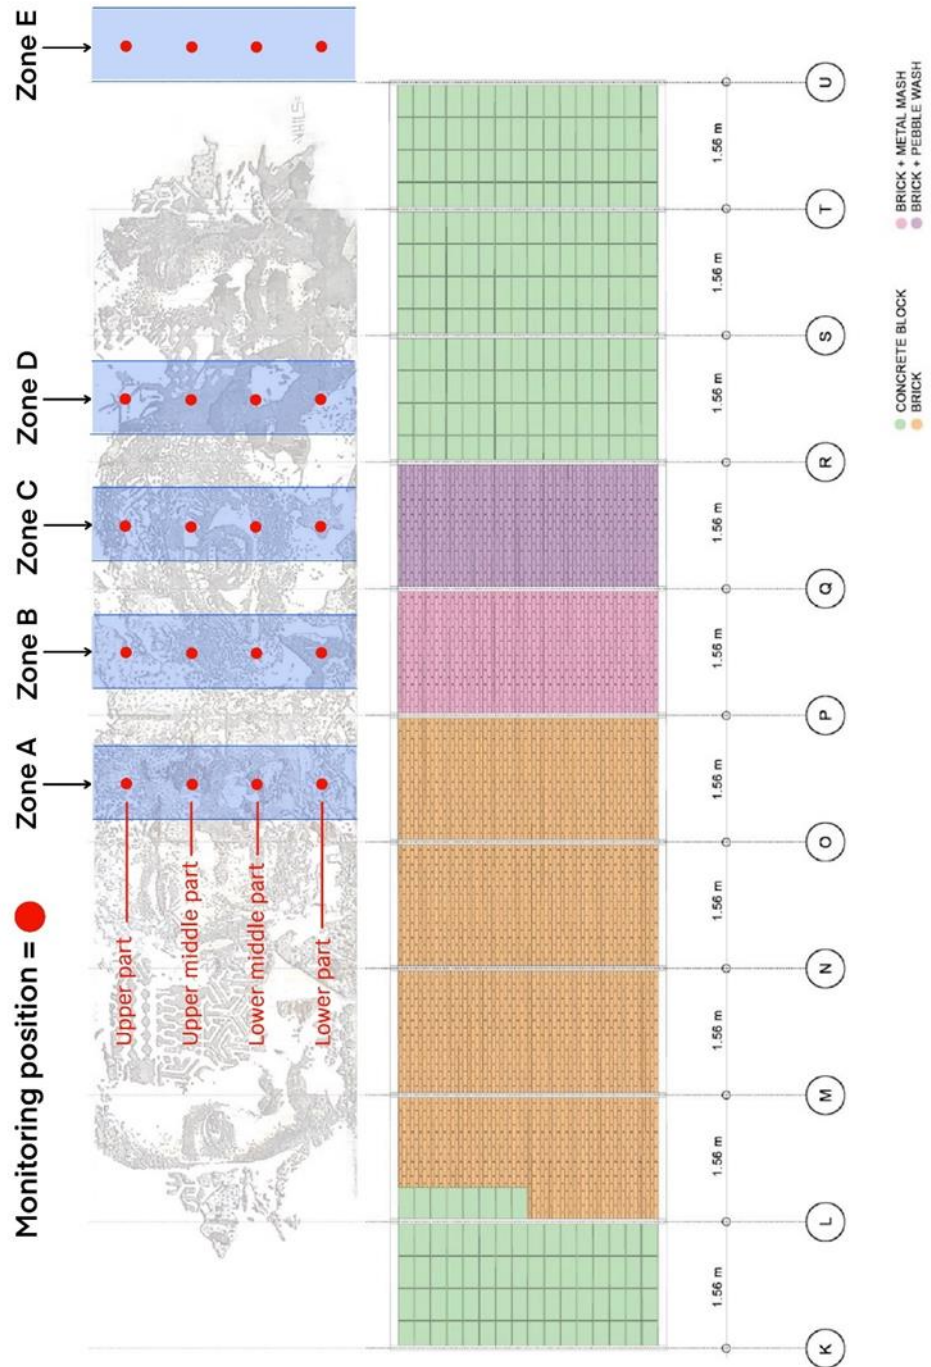 Monitoring position =
Zone A
Zone B
Zone C
Zone D
Zone E
Upper part
Upper middle part
Lower middle part
Lower part
VHILS
1.56 m
1.56 m
1.56 m
1.56 m
1.56 m
1.56 m
1.56 m
1.56 m
1.56 m
1.56 m
K
L
M
N
O
P
Q
R
S
T
U
CONCRETE BLOCK
BRICK
BRICK + METAL MASH
BRICK + PEBBLE WASH